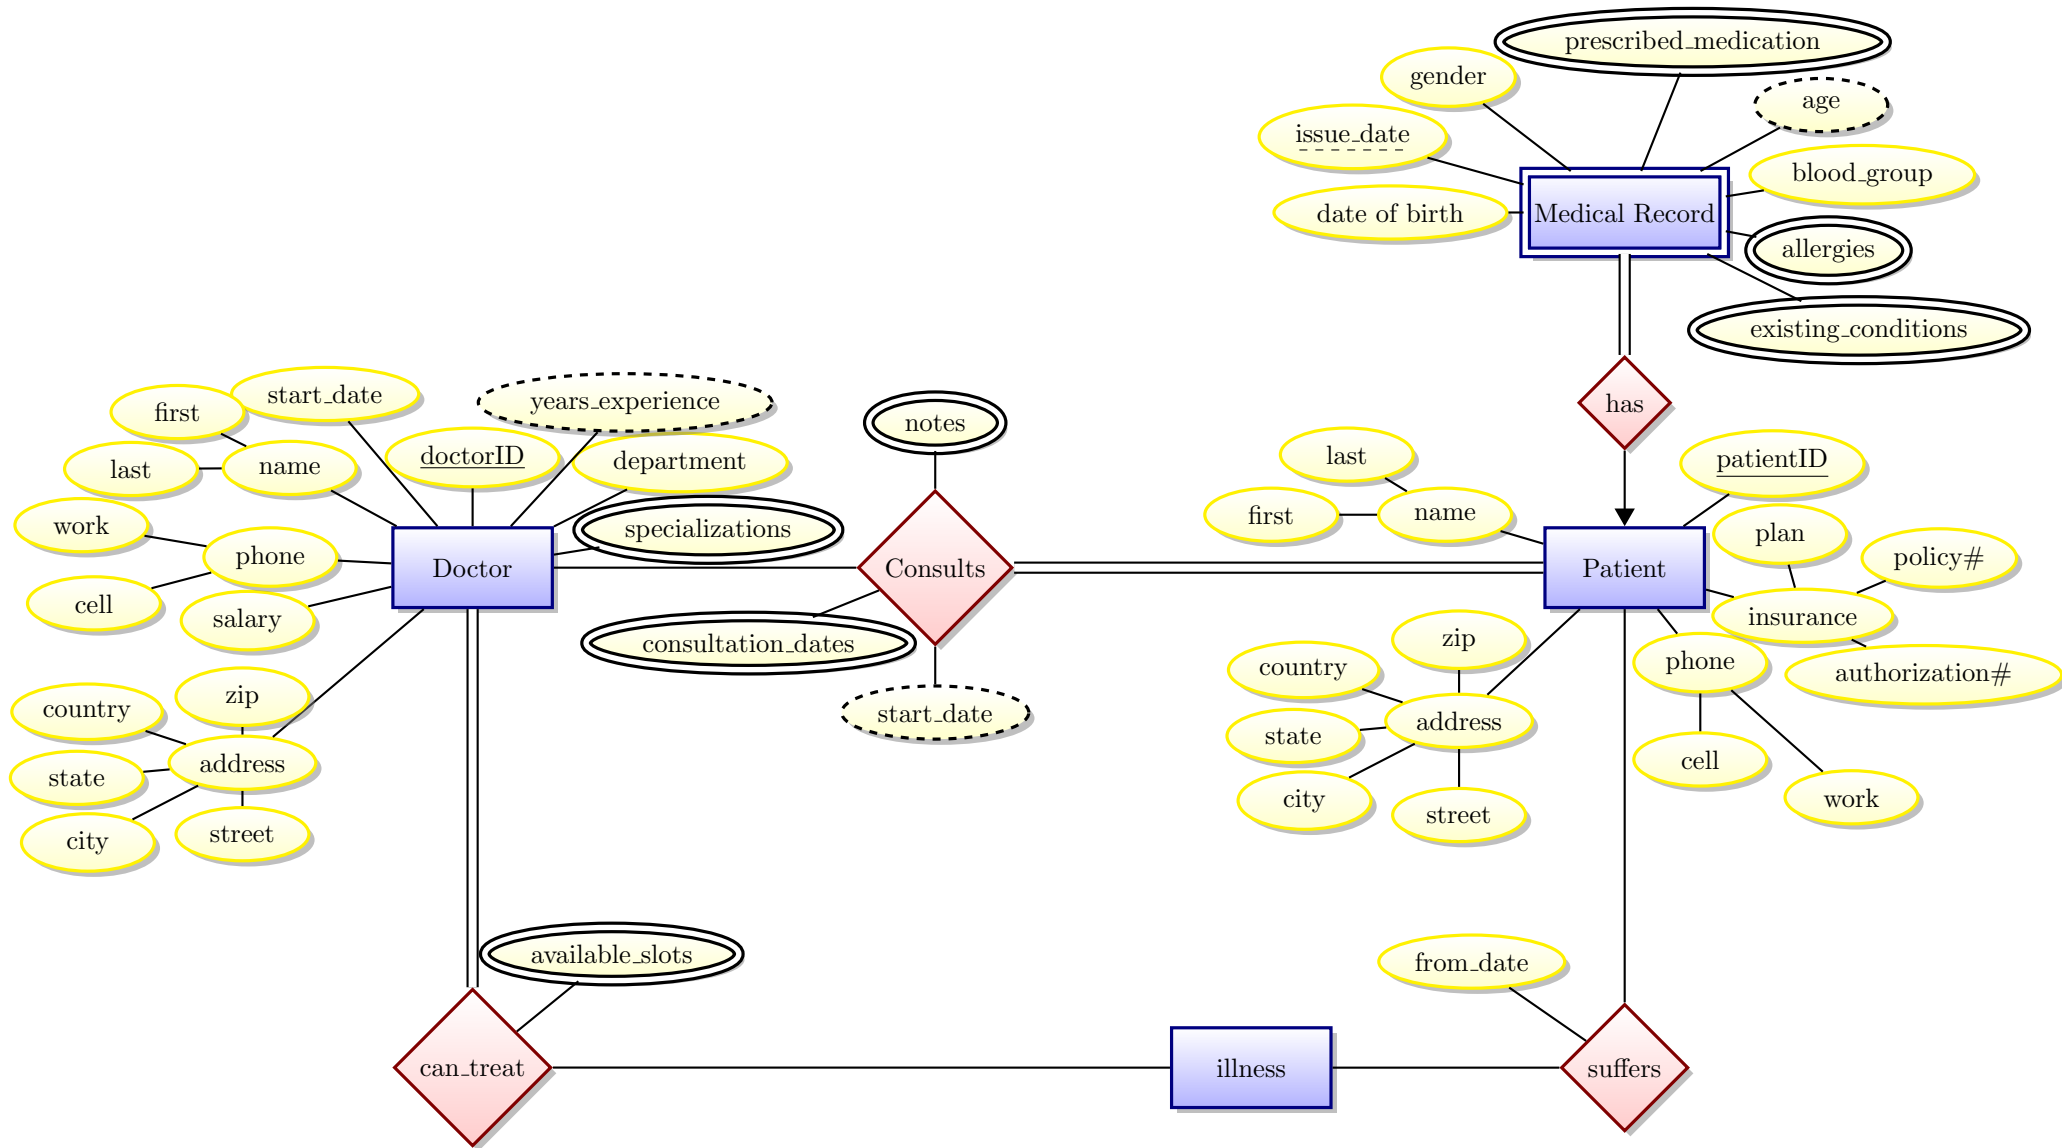 prescribed_medication
gender
age
issue_date
blood_group
date of birth
Medical Record
allergies
existing_conditions
has
start_date
years_experience
first
notes
last
name
doctorID
department
last
patientID
work
phone
specializations
first
name
plan
policy#
Doctor
Consults
Patient
cell
salary
insurance
consultation_dates
zip
country
phone
authorization#
country
zip
start_date
state
address
state
address
cell
city
street
city
street
work
available_slots
from_date
can_treat
illness
suffers